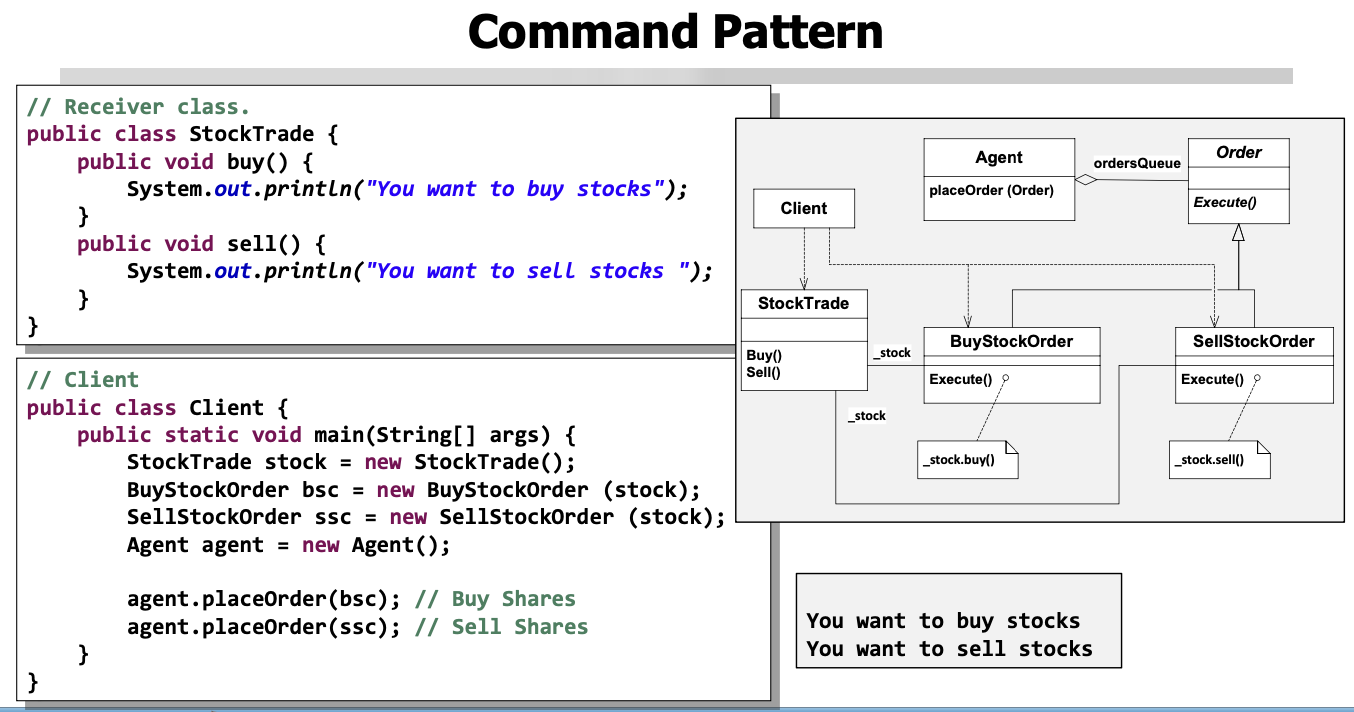 Command Pattern
// Receiver class.
public class StockTrade {
    public void buy() {
        System.out.println("You want to buy stocks");
    }
    public void sell() {
        System.out.println("You want to sell stocks ");
    }
}
// Client
public class Client {
    public static void main(String[] args) {
        StockTrade stock = new StockTrade();
        BuyStockOrder bsc = new BuyStockOrder (stock);
        SellStockOrder ssc = new SellStockOrder (stock);
        Agent agent = new Agent();
        agent.placeOrder(bsc); // Buy Shares
        agent.placeOrder(ssc); // Sell Shares
    }
}
Agent
placeOrder (Order)
ordersQueue
Order
Execute()
Client
StockTrade
Buy()
Sell()
_stock
_stock
BuyStockOrder
Execute()
SellStockOrder
Execute()
_stock.buy()
_stock.sell()
You want to buy stocks
You want to sell stocks